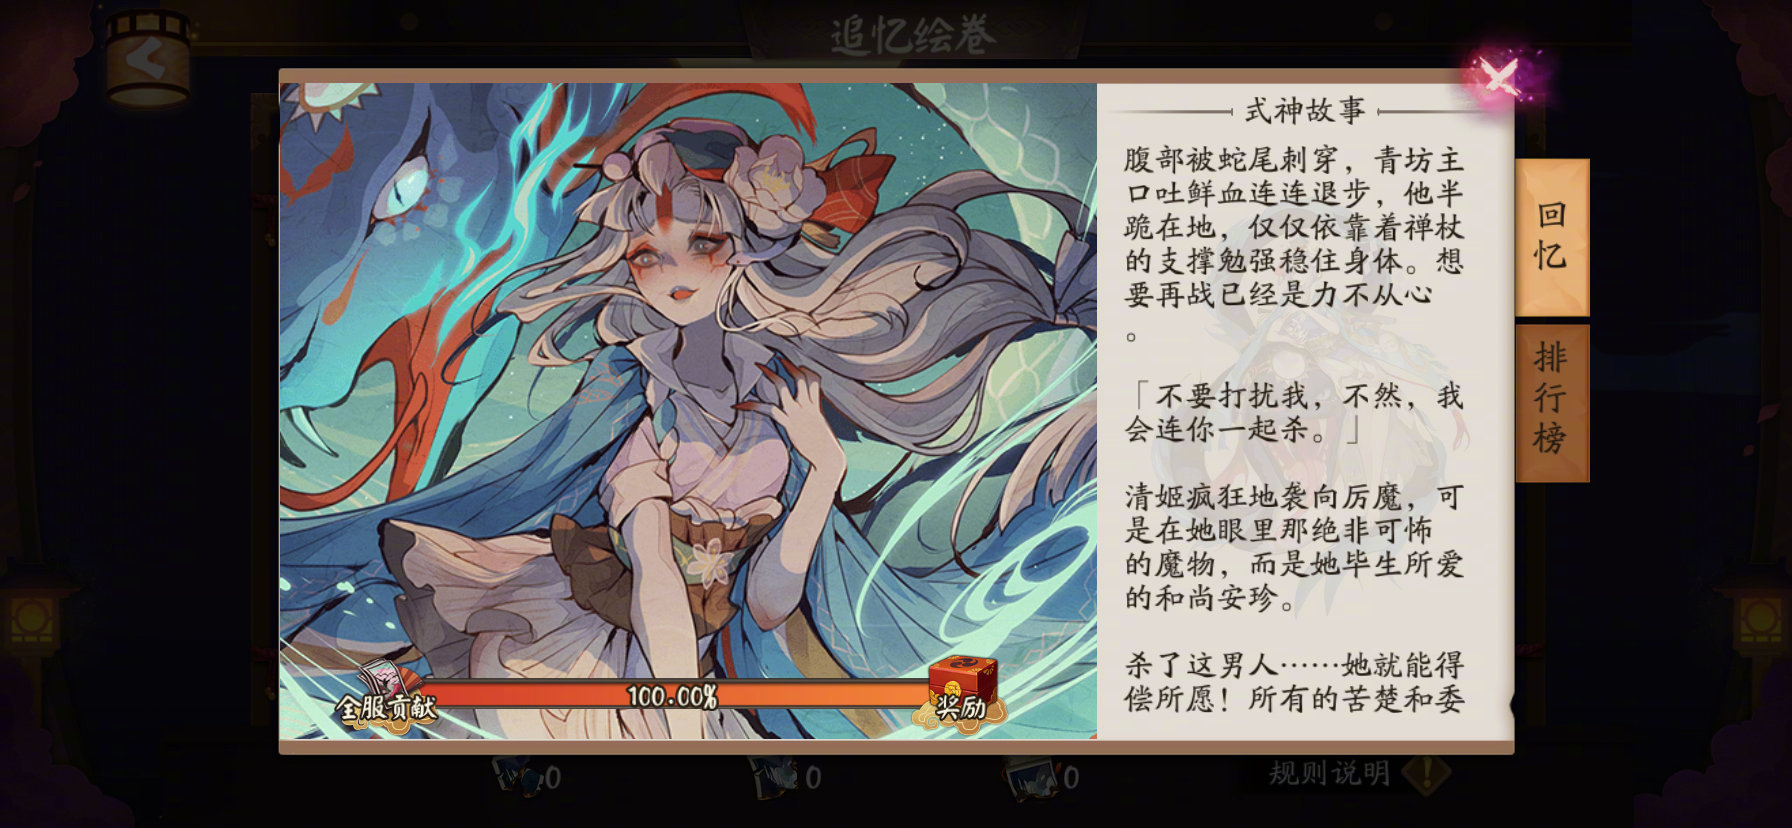 追忆绘卷
式神故事
腹部被蛇尾刺穿，青坊主
口吐鲜血连连退步，他半
跪在地，仅仅依靠着禅杖
的支撑勉强稳住身体。想
要再战已经是力不从心
。
「不要打扰我，不然，我
会连你一起杀。」
清姬疯狂地袭向厉魔，可
是在她眼里那绝非可怖
的魔物，而是她毕生所爱
的和尚安珍。
杀了这男人……她就能得
偿所愿！所有的苦楚和委
回忆
排行榜
全服贡献
100.00%
奖励
0
0
0
规则说明